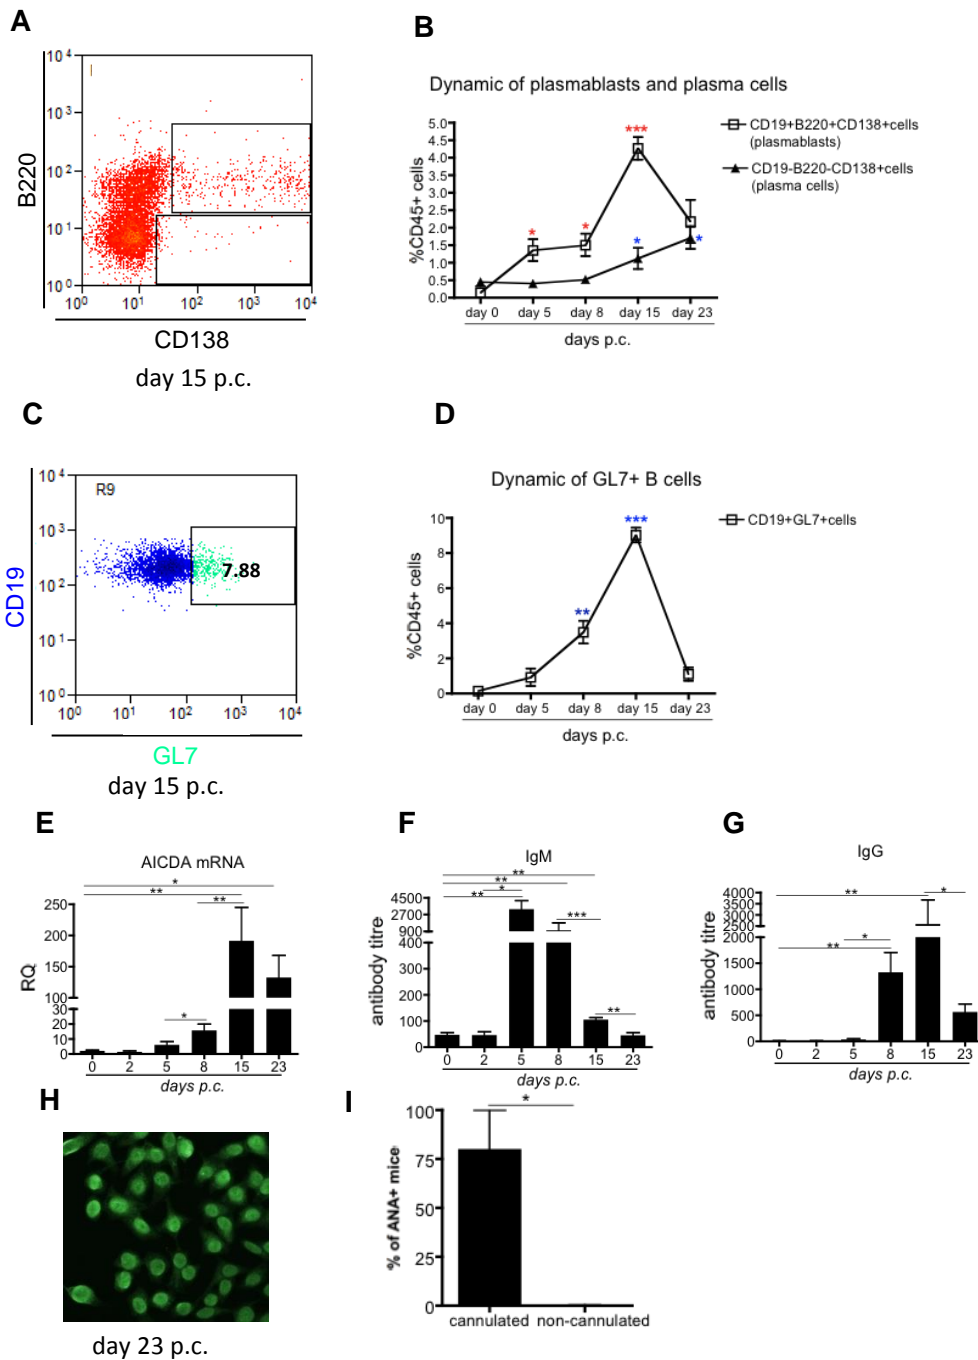 A
B220
10⁴
10³
10²
10¹
10⁰
10⁰ 10¹ 10² 10³ 10⁴
CD138
day 15 p.c.
B
Dynamic of plasmablasts and plasma cells
%CD45+ cells
5.0
4.5
4.0
3.5
3.0
2.5
2.0
1.5
1.0
0.5
0.0
***
* * * *
day 0 day 5 day 8 day 15 day 23
days p.c.
CD19+B220+CD138+cells
(plasmablasts)
CD19-B220-CD138+cells
(plasma cells)
C
CD19
R9
7.88
10⁴
10³
10²
10¹
10⁰
10⁰ 10¹ 10² 10³ 10⁴
GL7
day 15 p.c.
D
Dynamic of GL7+ B cells
%CD45+ cells
10
8
6
4
2
0
***
**
day 0 day 5 day 8 day 15 day 23
days p.c.
CD19+GL7+cells
E
AICDA mRNA
*
**
**
*
RQ
250
200
150
100
30
20
10
0
0 2 5 8 15 23
days p.c.
F
IgM
**
**
*
**
***
**
antibody titre
4500
2700
900
400
300
200
100
0
0 2 5 8 15 23
days p.c.
G
IgG
**
*
*
**
antibody titre
4000
3500
3000
2500
2000
1500
1000
500
0
0 2 5 8 15 23
days p.c.
H
day 23 p.c.
I
*
% of ANA+ mice
100
75
50
25
0
cannulated non-cannulated